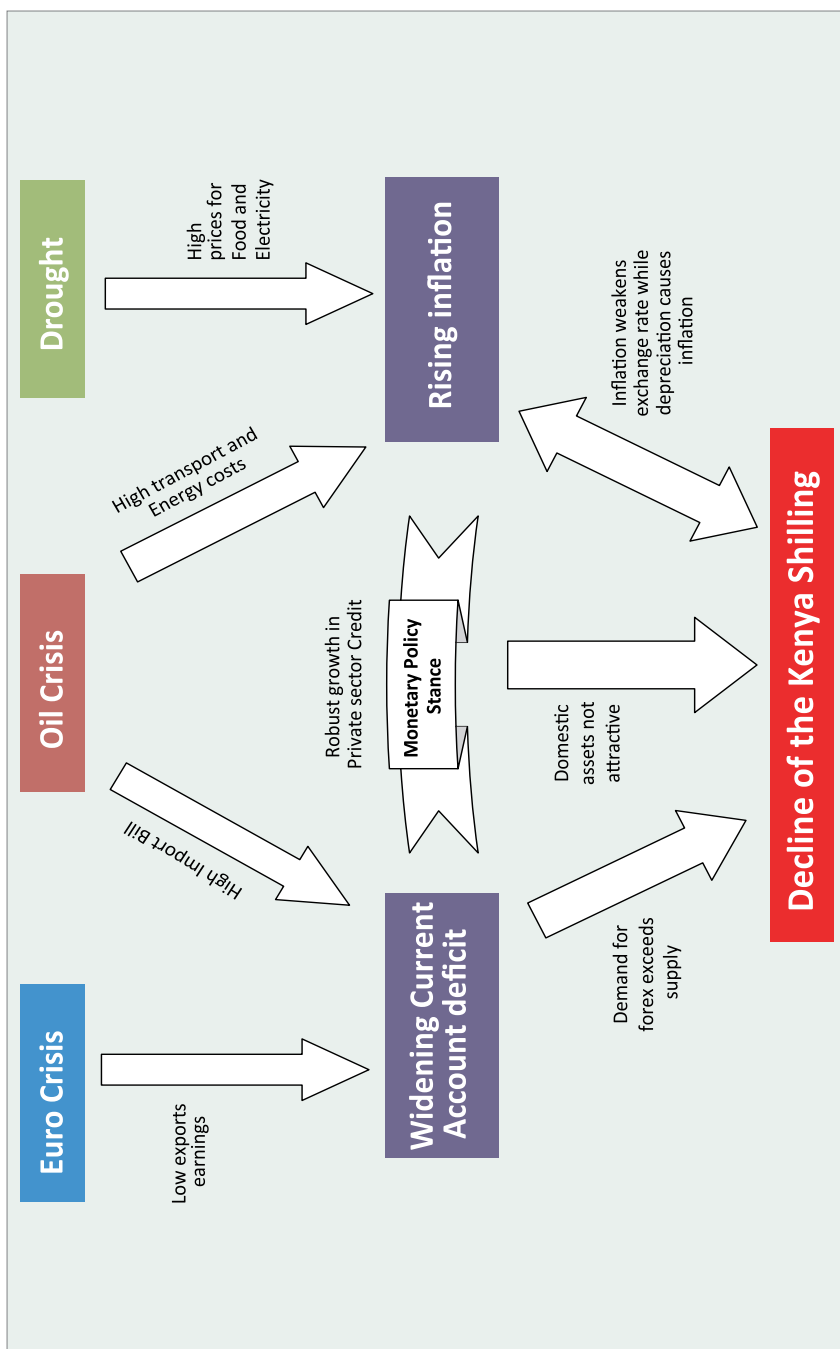 Euro Crisis
Oil Crisis
Drought
Low exports
earnings
High Import Bill
High transport and
Energy costs
High
prices for
Food and
Electricity
Widening Current
Account deficit
Robust growth in
Private sector Credit
Monetary Policy
Stance
Rising inflation
Demand for
forex exceeds
supply
Domestic
assets not
attractive
Inflation weakens
exchange rate while
depreciation causes
inflation
Decline of the Kenya Shilling